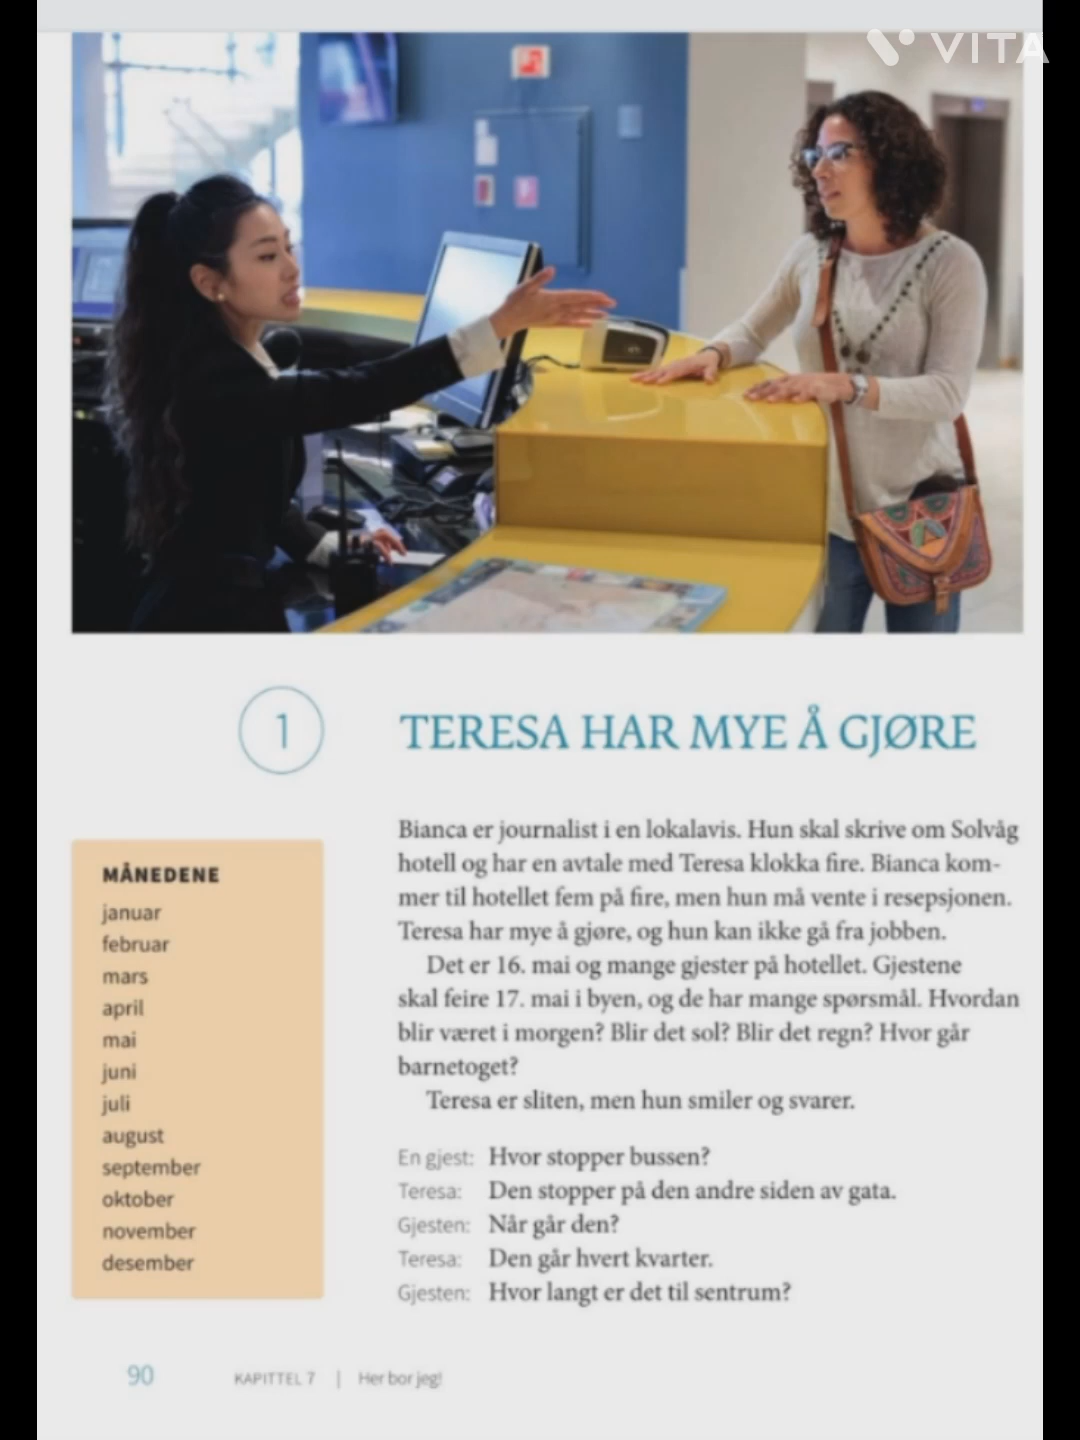 VITA
1
TERESA HAR MYE Å GJØRE
Bianca er journalist i en lokalavis. Hun skal skrive om Solvåg
hotell og har en avtale med Teresa klokka fire. Bianca kom-
mer til hotellet fem på fire, men hun må vente i resepsjonen.
Teresa har mye å gjøre, og hun kan ikke gå fra jobben.
Det er 16. mai og mange gjester på hotellet. Gjestene
skal feire 17. mai i byen, og de har mange spørsmål. Hvordan
blir været i morgen? Blir det sol? Blir det regn? Hvor går
barnetoget?
Teresa er sliten, men hun smiler og svarer.
En gjest: Hvor stopper bussen?
Teresa: Den stopper på den andre siden av gata.
Gjesten: Når går den?
Teresa: Den går hvert kvarter.
Gjesten: Hvor langt er det til sentrum?
MÅNEDENE
januar
februar
mars
april
mai
juni
juli
august
september
oktober
november
desember
90 KAPITTEL 7 | Her bor jeg!